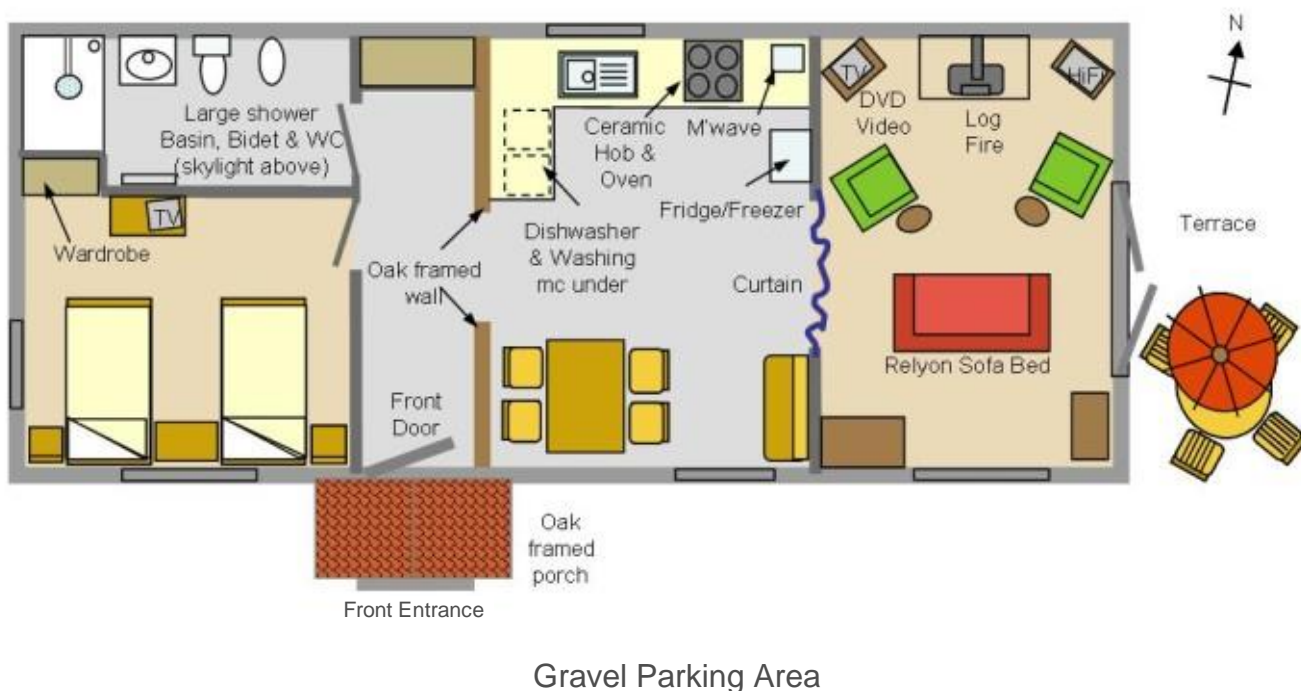 N
Large shower
Basin, Bidet & WC
(skylight above)
Wardrobe
TV
Oak framed
wall
Front
Door
Ceramic
Hob &
Oven
M'wave
Fridge/Freezer
Dishwasher
& Washing
mc under
Curtain
TV
DVD
Video
Log
Fire
HiFi
Relyon Sofa Bed
Terrace
Oak
framed
porch
Front Entrance
Gravel Parking Area